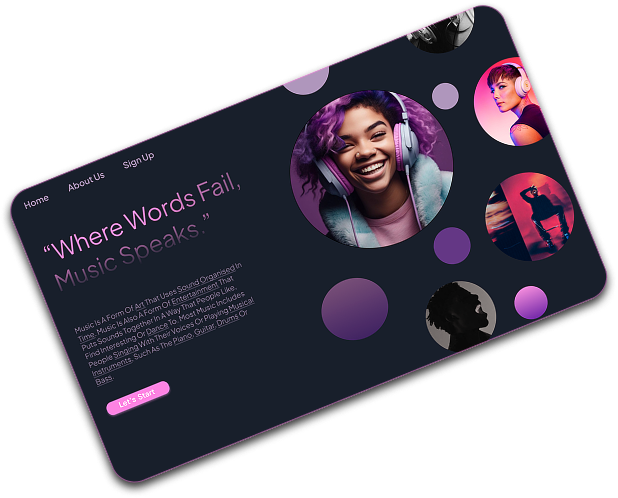 Home About Us Sign Up
“Where Words Fail,
Music Speaks.”
Music Is A Form Of Art That Uses Sound Organised In
Time. Music Is Also A Form Of Entertainment That
Puts Sounds Together In A Way That People Like,
Find Interesting Or Dance To. Most Music Includes
People Singing With Their Voices Or Playing Musical
Instruments, Such As The Piano, Guitar, Drums Or
Bass.
Let's Start